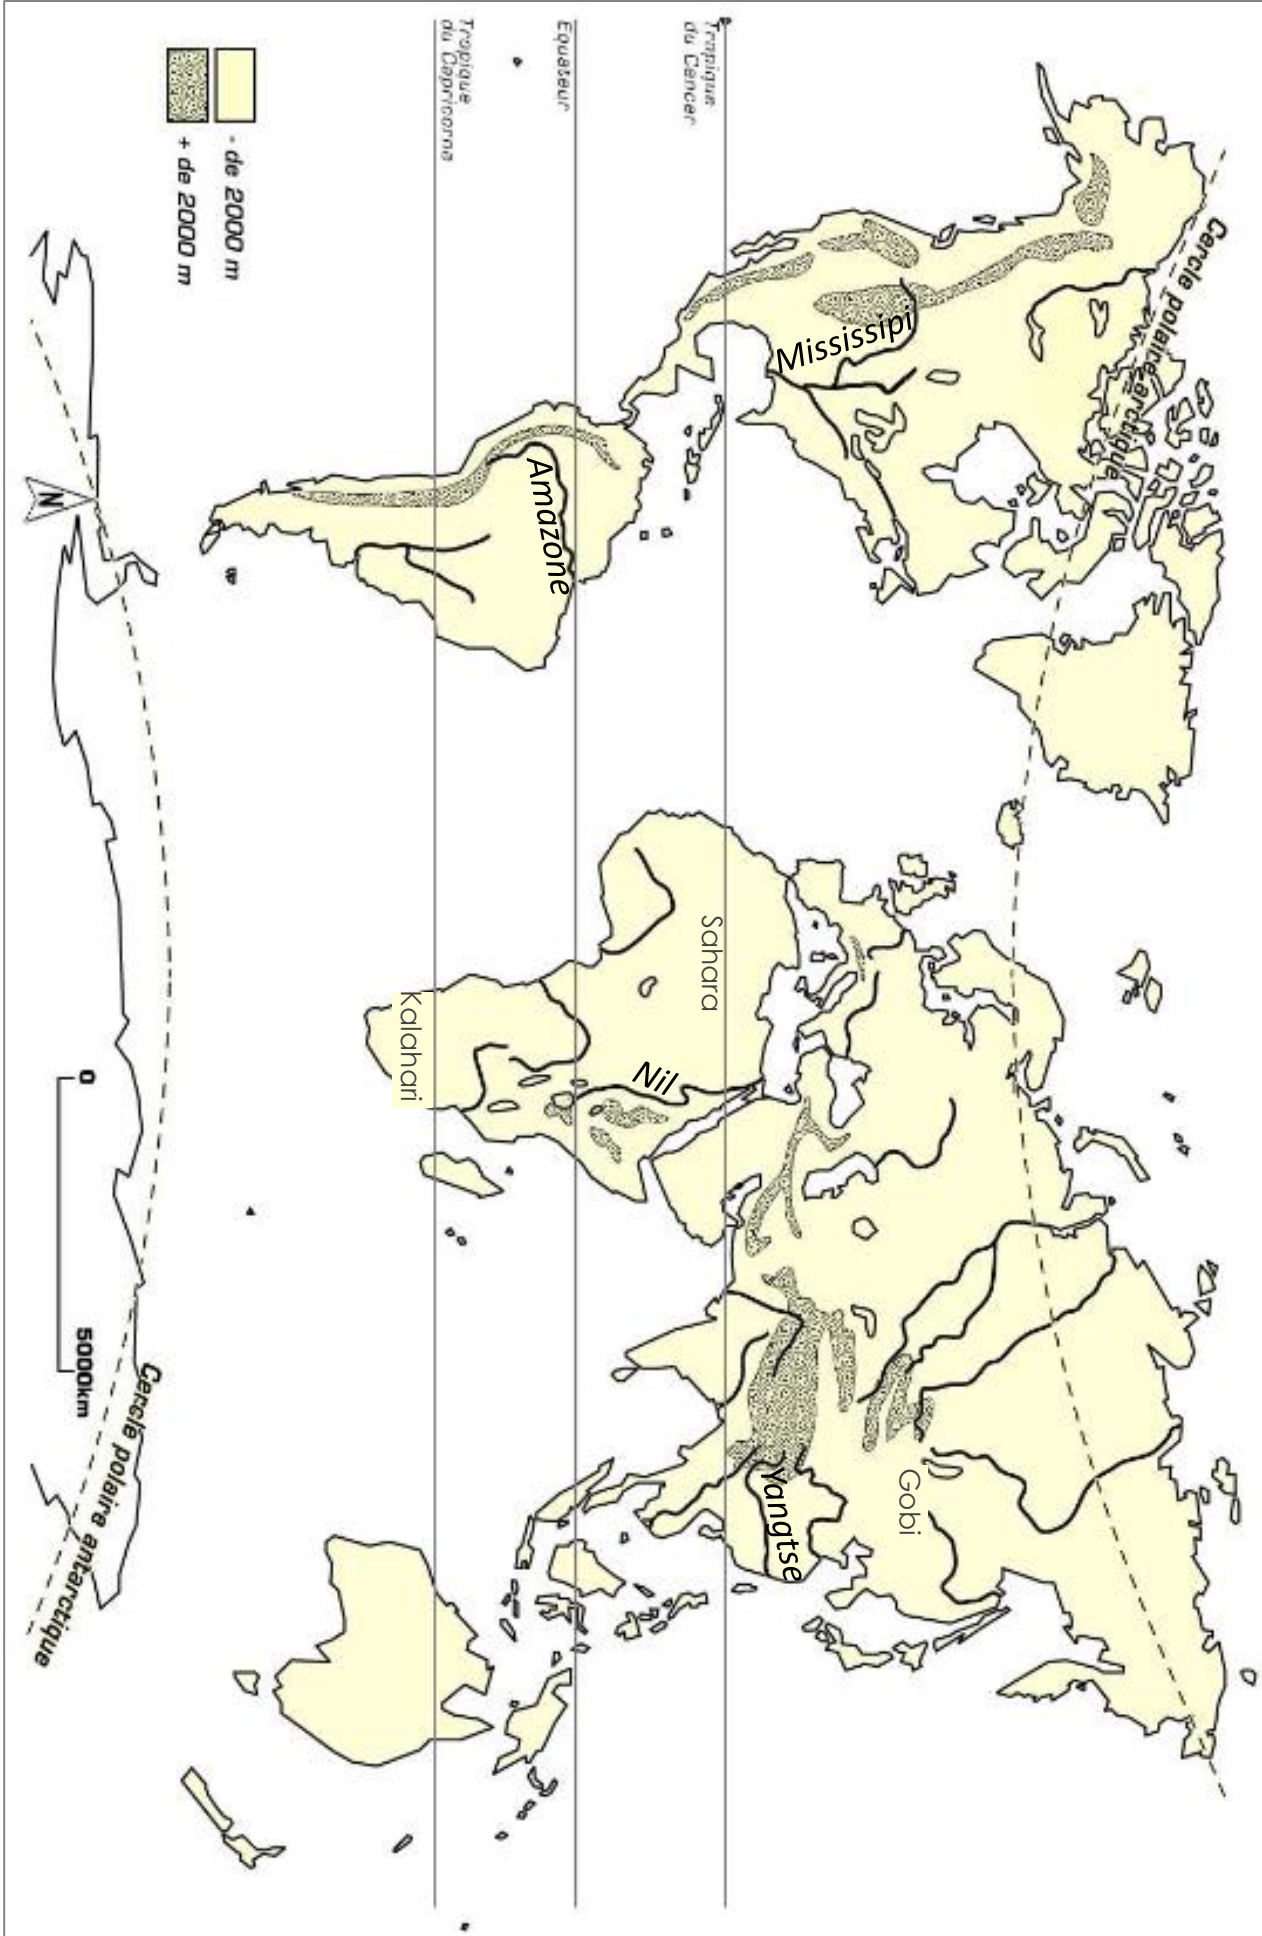 Cercle polaire arctique
Mississipi
Gobi
Yangtse
Tropique
du Cancer
Sahara
Nil
Equateur
Amazone
Tropique
du Capricorne
Kalahari
- de 2000 m
+ de 2000 m
N
0
5000km
Cercle polaire antarctique